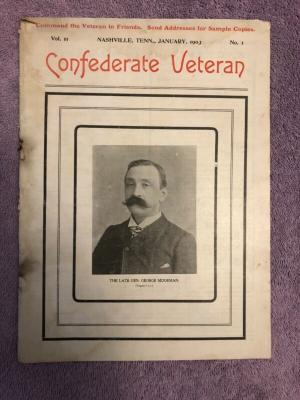 Commend the Veteran to Friends. Send Addresses for Sample Copies.
Vol. 11 NASHVILLE, TENN., JANUARY, 1903 No. 1
Confederate Veteran
THE LATE GEN. GEORGE MOORMAN.